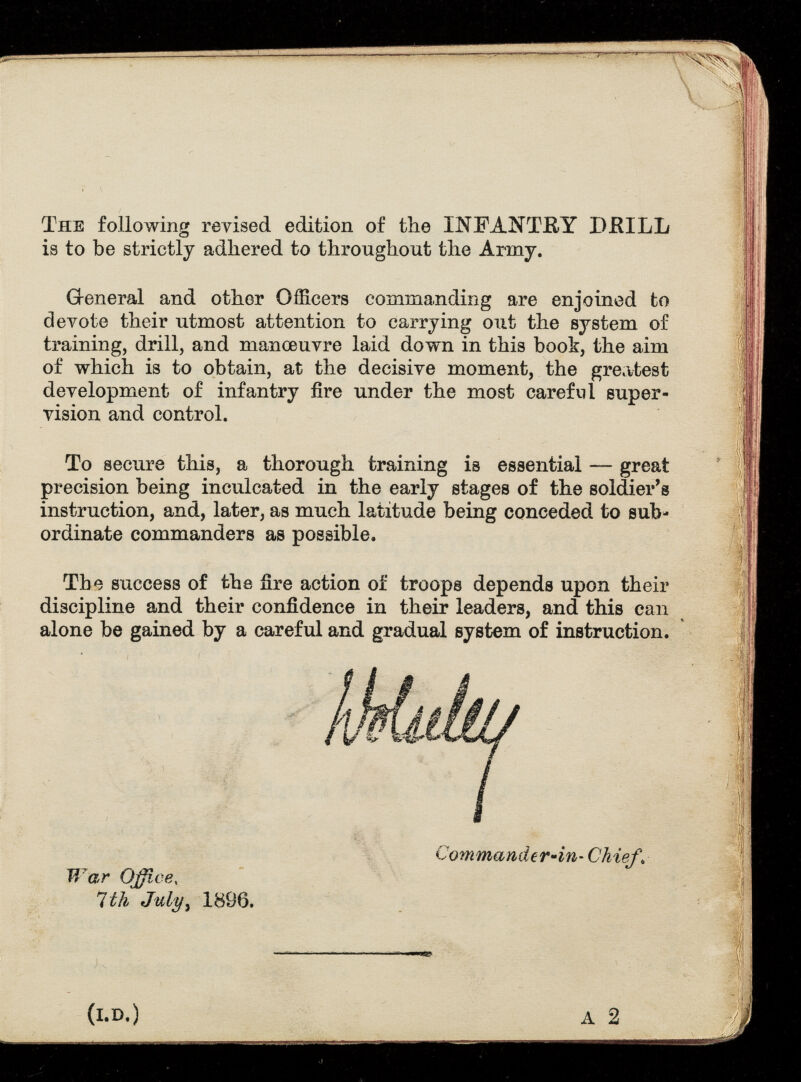 THE following revised edition of the INFANTRY DRILL
is to be strictly adhered to throughout the Army.
General and other Officers commanding are enjoined to
devote their utmost attention to carrying out the system of
training, drill, and manœuvre laid down in this book, the aim
of which is to obtain, at the decisive moment, the greatest
development of infantry fire under the most careful super-
vision and control.
To secure this, a thorough training is essential — great
precision being inculcated in the early stages of the soldier's
instruction, and, later, as much latitude being conceded to sub-
ordinate commanders as possible.
The success of the fire action of troops depends upon their
discipline and their confidence in their leaders, and this can
alone be gained by a careful and gradual system of instruction.
Wolseley
Commander-in-Chief.
War Office,
7th July, 1896.
(I.D.) A 2